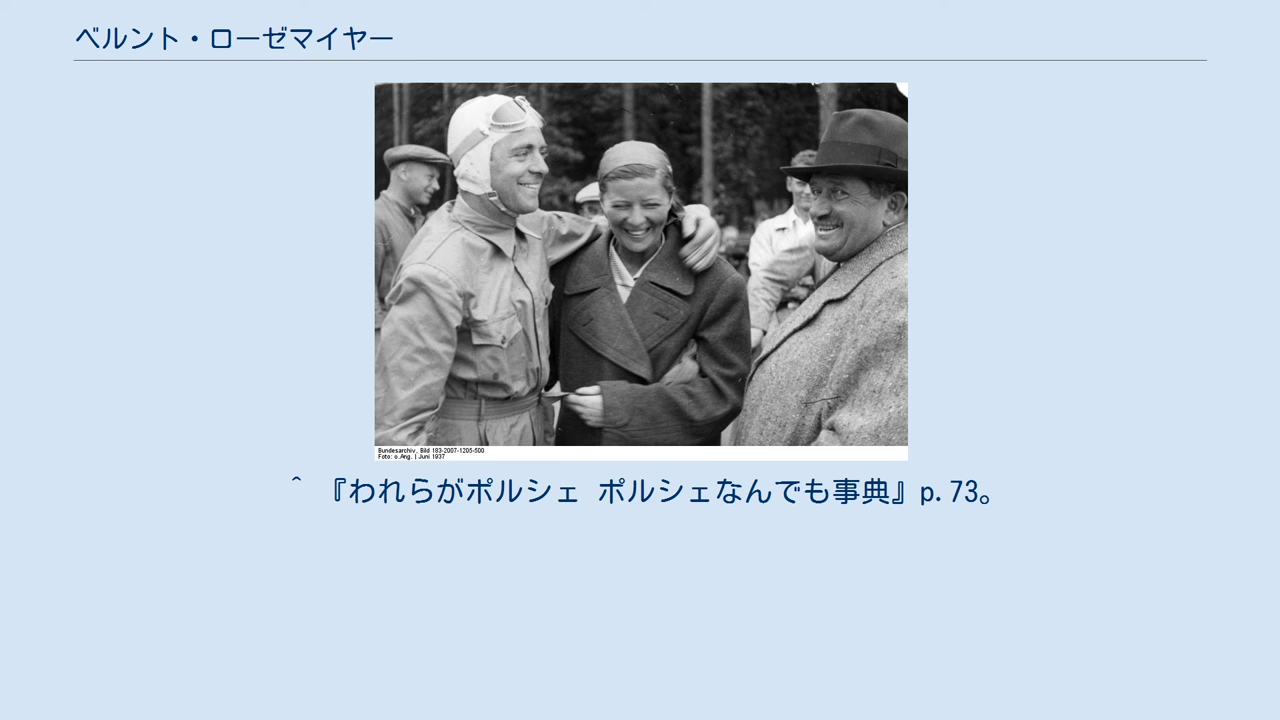 ベルント・ローゼマイヤー
Bundesarchiv, Bild 183-2007-1205-500
Foto: o.Ang. | Juni 1937
^ 『われらがポルシェ ポルシェなんでも事典』p.73。